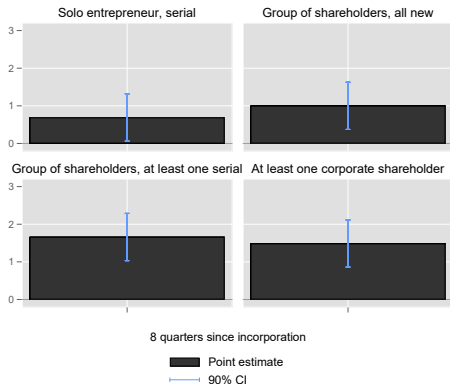 Solo entrepreneur, serial
Group of shareholders, all new
3
2
1
0
Group of shareholders, at least one serial
At least one corporate shareholder
3
2
1
0
8 quarters since incorporation
Point estimate
90% CI